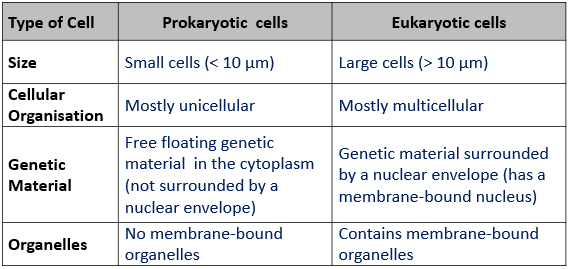 Type of Cell Prokaryotic cells Eukaryotic cells
Size Small cells (< 10 µm) Large cells (> 10 µm)
Cellular
Organisation
Mostly unicellular Mostly multicellular
Genetic
Material
Free floating genetic
material in the cytoplasm
(not surrounded by a
nuclear envelope)
Genetic material surrounded
by a nuclear envelope (has a
membrane-bound nucleus)
Organelles
No membrane-bound
organelles
Contains membrane-bound
organelles